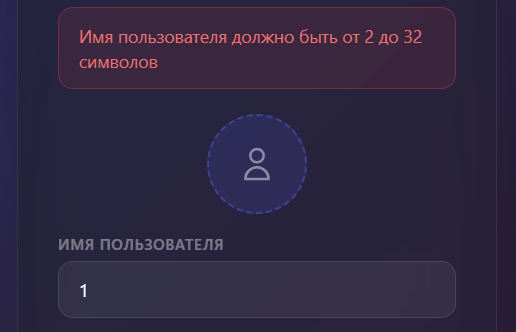 Имя пользователя должно быть от 2 до 32
символов
ИМЯ ПОЛЬЗОВАТЕЛЯ
1